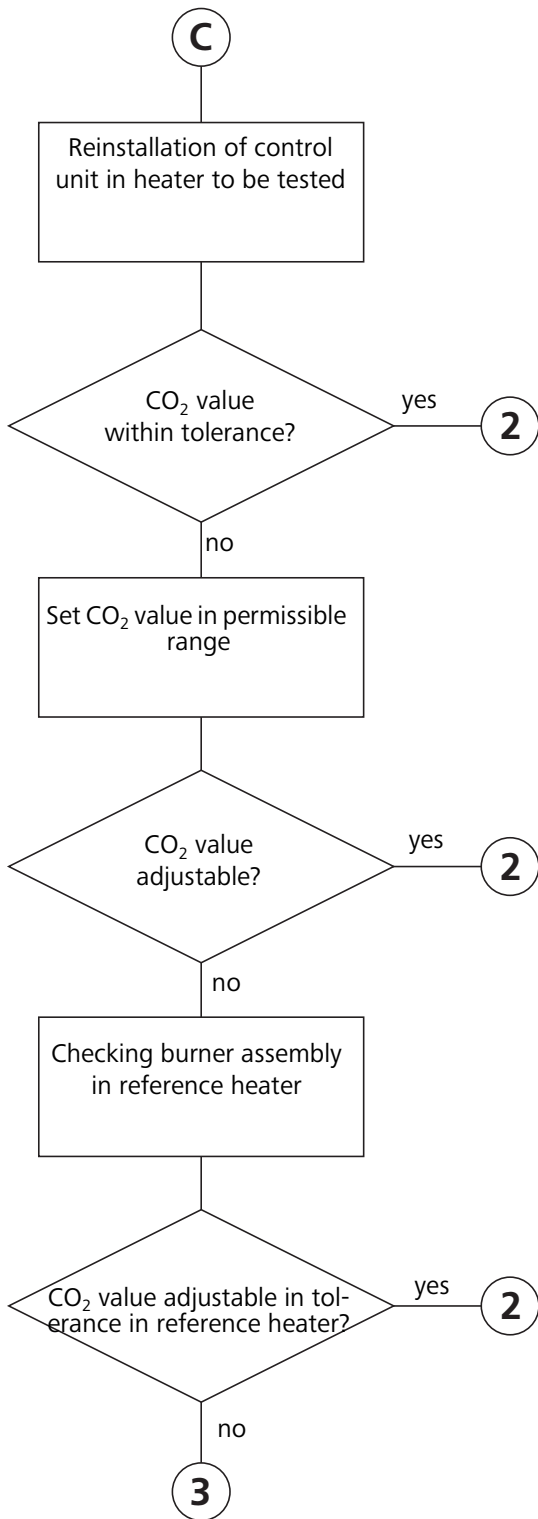 C
Reinstallation of control
unit in heater to be tested
CO₂ value
within tolerance?
yes
2
no
Set CO₂ value in permissible
range
CO₂ value
adjustable?
yes
2
no
Checking burner assembly
in reference heater
CO₂ value adjustable in tol-
erance in reference heater?
yes
2
no
3